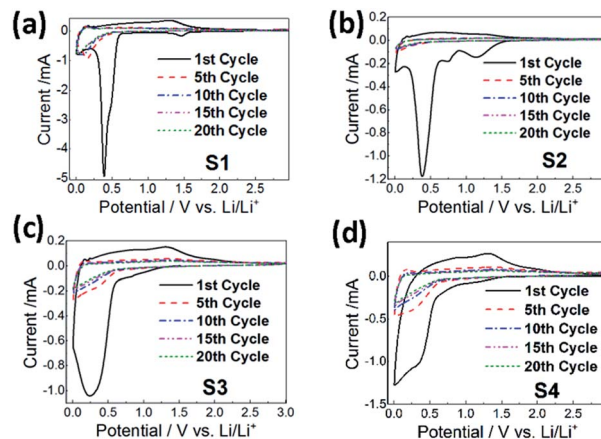 (a)
1
0
-1
-2
-3
-4
-5
Current /mA
1st Cycle
5th Cycle
10th Cycle
15th Cycle
20th Cycle
S1
0.0 0.5 1.0 1.5 2.0 2.5
Potential / V vs. Li/Li⁺
(b)
0.2
0.0
-0.2
-0.4
-0.6
-0.8
-1.0
-1.2
Current /mA
1st Cycle
5th Cycle
10th Cycle
15th Cycle
20th Cycle
S2
0.0 0.5 1.0 1.5 2.0 2.5
Potential / V vs. Li/Li⁺
(c)
0.2
0.0
-0.2
-0.4
-0.6
-0.8
-1.0
Current /mA
1st Cycle
5th Cycle
10th Cycle
15th Cycle
20th Cycle
S3
0.0 0.5 1.0 1.5 2.0 2.5 3.0
Potential / V vs. Li/Li⁺
(d)
0.5
0.0
-0.5
-1.0
-1.5
Current /mA
1st Cycle
5th Cycle
10th Cycle
15th Cycle
20th Cycle
S4
0.0 0.5 1.0 1.5 2.0 2.5
Potential / V vs. Li/Li⁺